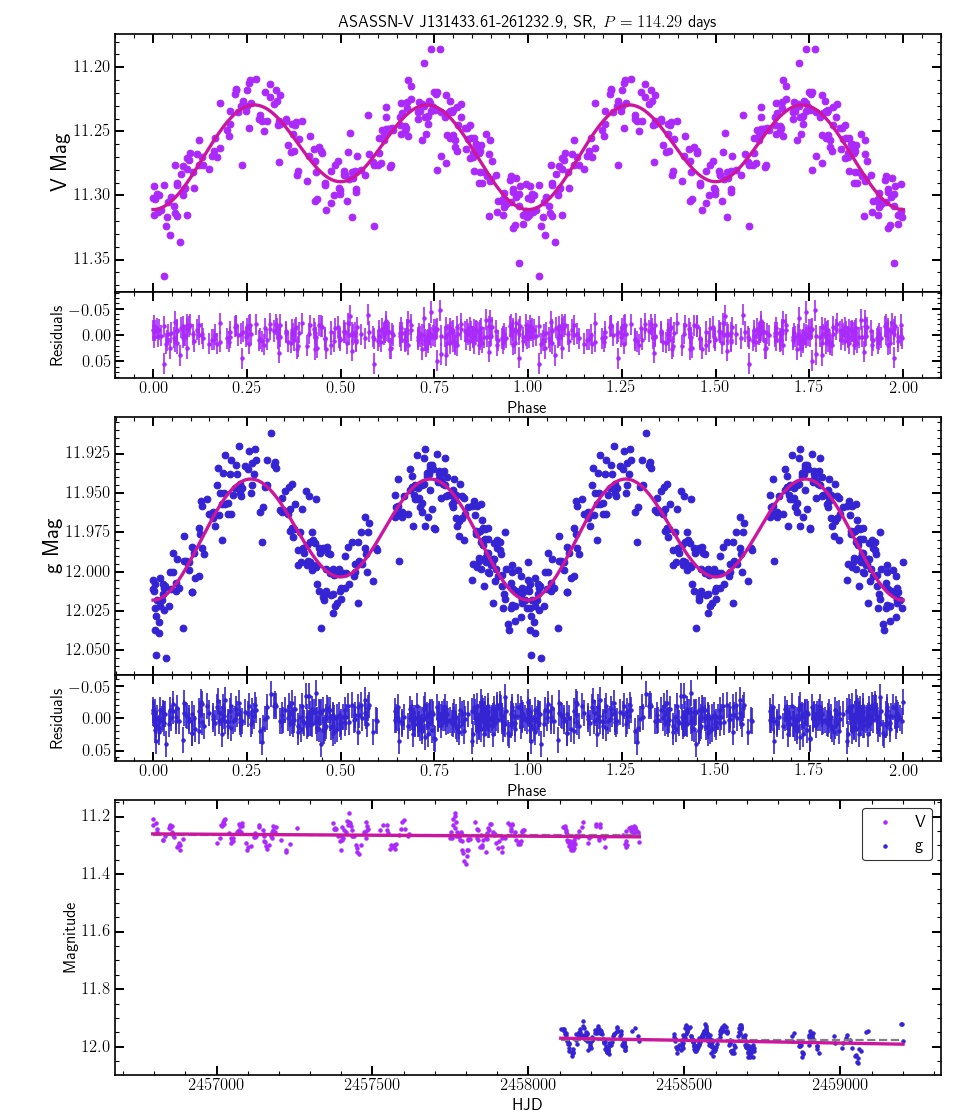 ASASSN-V J131433.61-261232.9, SR, P = 114.29 days
11.20
11.25
11.30
11.35
V Mag
−0.05
0.00
0.05
Residuals
0.00 0.25 0.50 0.75 1.00 1.25 1.50 1.75 2.00
Phase
11.925
11.950
11.975
12.000
12.025
12.050
g Mag
−0.05
0.00
0.05
Residuals
0.00 0.25 0.50 0.75 1.00 1.25 1.50 1.75 2.00
Phase
11.2
11.4
11.6
11.8
12.0
Magnitude
V
g
2457000 2457500 2458000 2458500 2459000
HJD